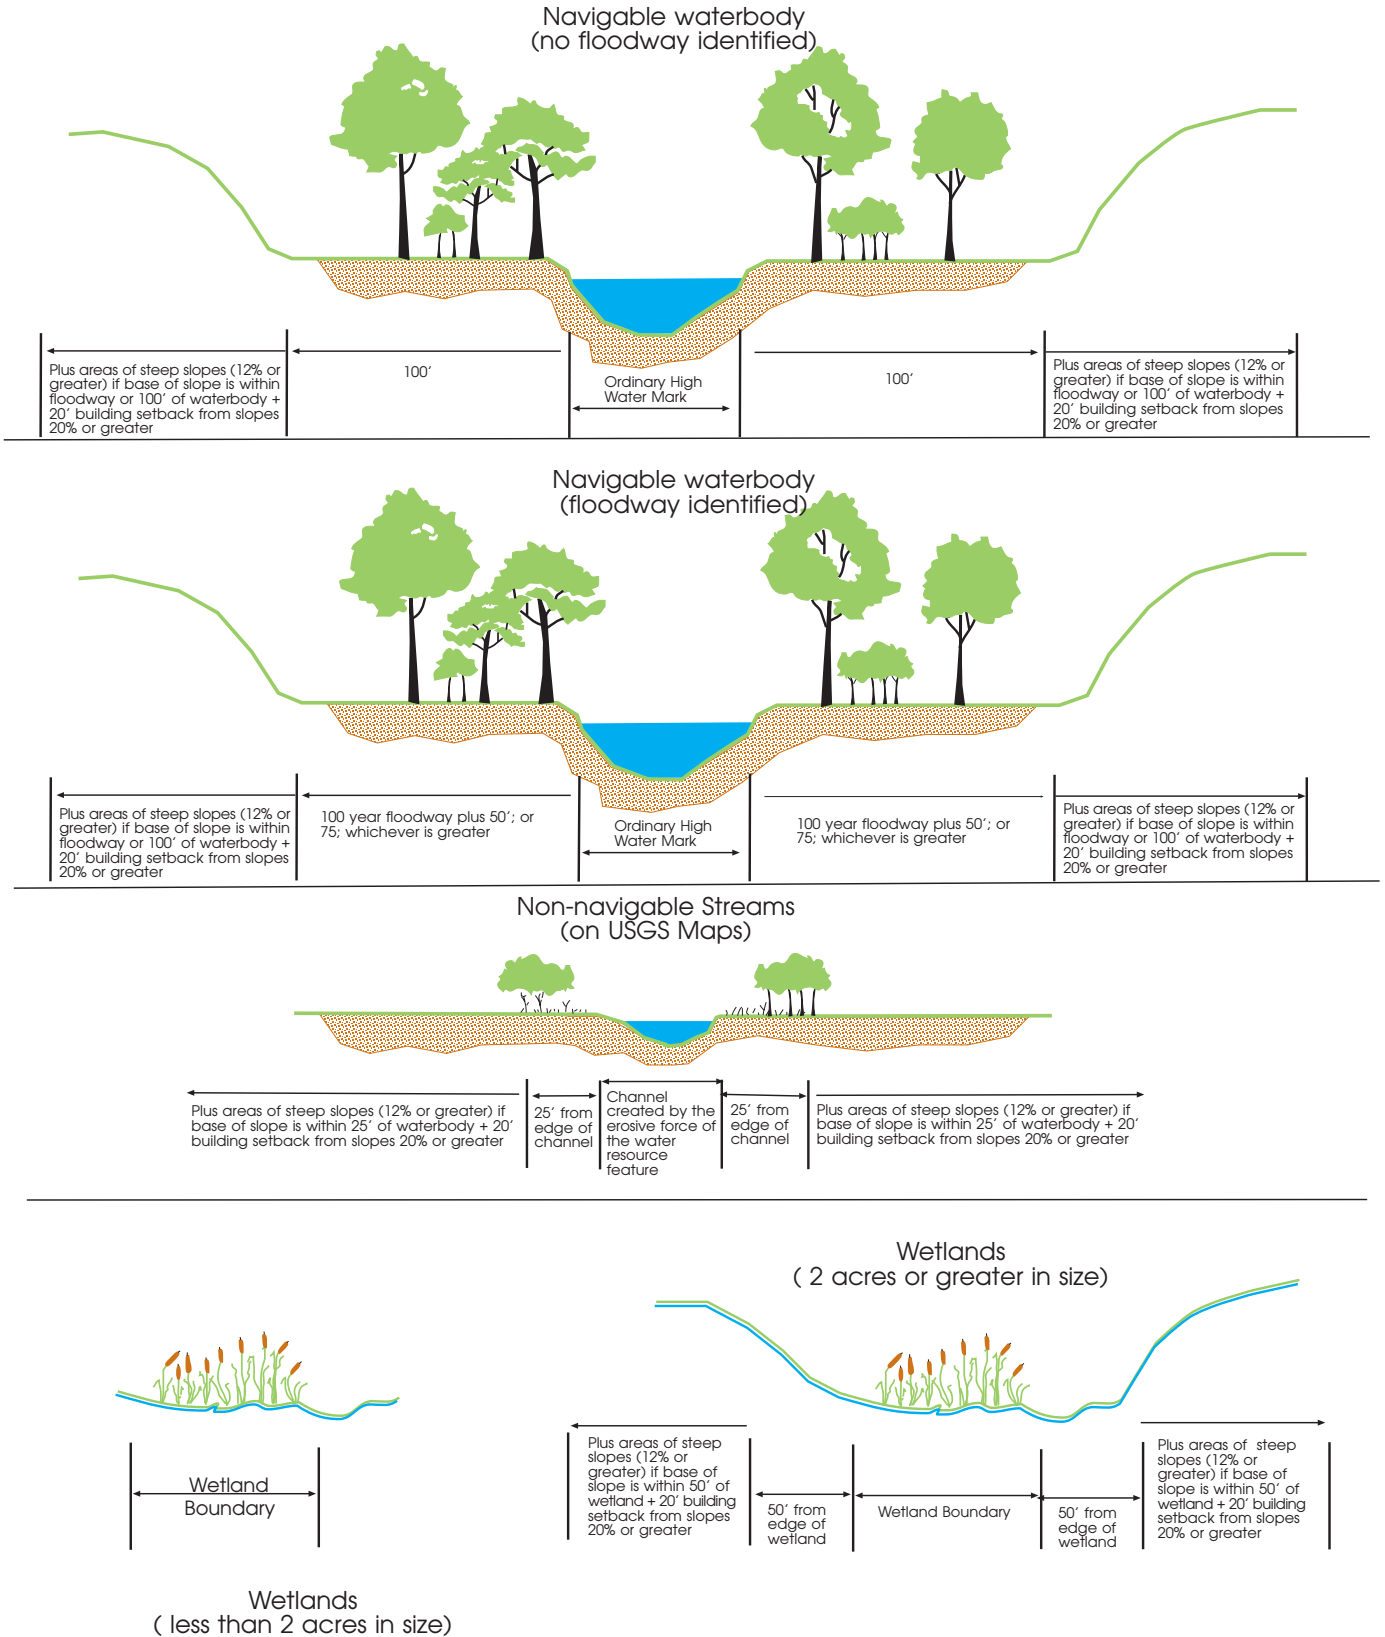 Navigable waterbody
(no floodway identified)
Plus areas of steep slopes (12% or
greater) if base of slope is within
floodway or 100' of waterbody +
20' building setback from slopes
20% or greater
100'
Ordinary High
Water Mark
100'
Plus areas of steep slopes (12% or
greater) if base of slope is within
floodway or 100' of waterbody +
20' building setback from slopes
20% or greater
Navigable waterbody
(floodway identified)
Plus areas of steep slopes (12% or
greater) if base of slope is within
floodway or 100' of waterbody +
20' building setback from slopes
20% or greater
100 year floodway plus 50'; or
75; whichever is greater
Ordinary High
Water Mark
100 year floodway plus 50'; or
75; whichever is greater
Plus areas of steep slopes (12% or
greater) if base of slope is within
floodway or 100' of waterbody +
20' building setback from slopes
20% or greater
Non-navigable Streams
(on USGS Maps)
Plus areas of steep slopes (12% or greater) if
base of slope is within 25' of waterbody + 20'
building setback from slopes 20% or greater
25' from
edge of
channel
Channel
created by the
erosive force of
the water
resource
feature
25' from
edge of
channel
Plus areas of steep slopes (12% or greater) if
base of slope is within 25' of waterbody + 20'
building setback from slopes 20% or greater
Wetlands
( 2 acres or greater in size)
Wetland
Boundary
Wetlands
( less than 2 acres in size)
Plus areas of steep
slopes (12% or
greater) if base of
slope is within 50' of
wetland + 20' building
setback from slopes
20% or greater
50' from
edge of
wetland
Wetland Boundary
50' from
edge of
wetland
Plus areas of steep
slopes (12% or
greater) if base of
slope is within 50' of
wetland + 20' building
setback from slopes
20% or greater